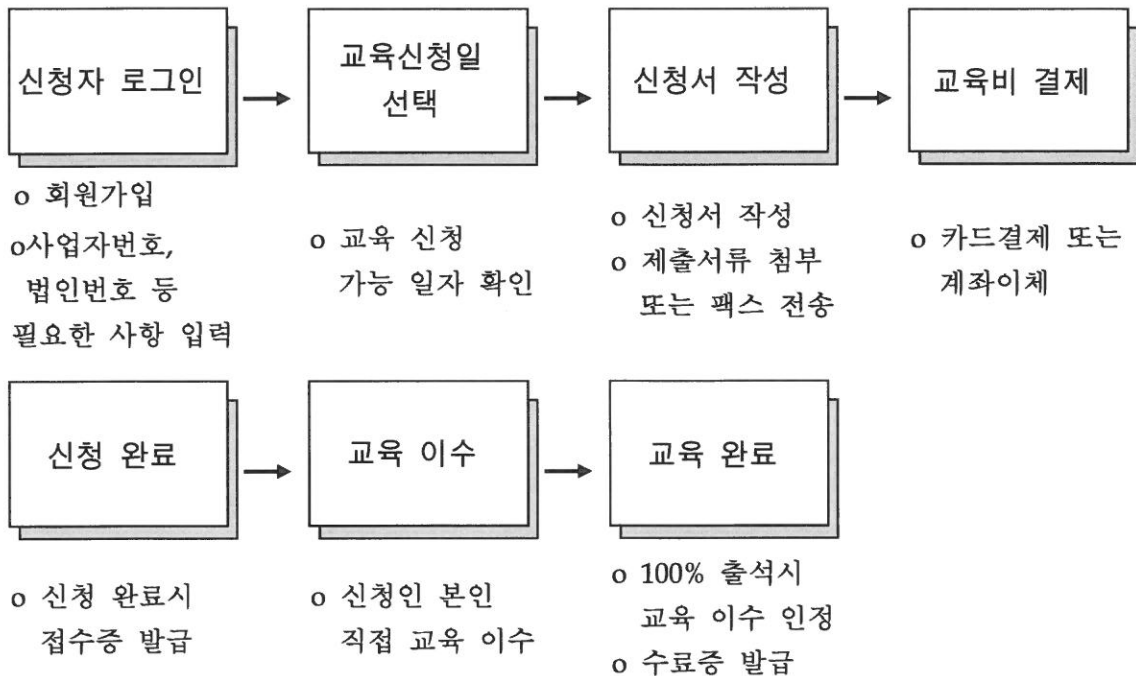 신청자 로그인
교육신청일
선택
신청서 작성
교육비 결제
o 회원가입
o사업자번호,
법인번호 등
필요한 사항 입력
o 교육 신청
가능 일자 확인
o 신청서 작성
o 제출서류 첨부
또는 팩스 전송
o 카드결제 또는
계좌이체
신청 완료
교육 이수
교육 완료
o 신청 완료시
접수증 발급
o 신청인 본인
직접 교육 이수
o 100% 출석시
교육 이수 인정
o 수료증 발급